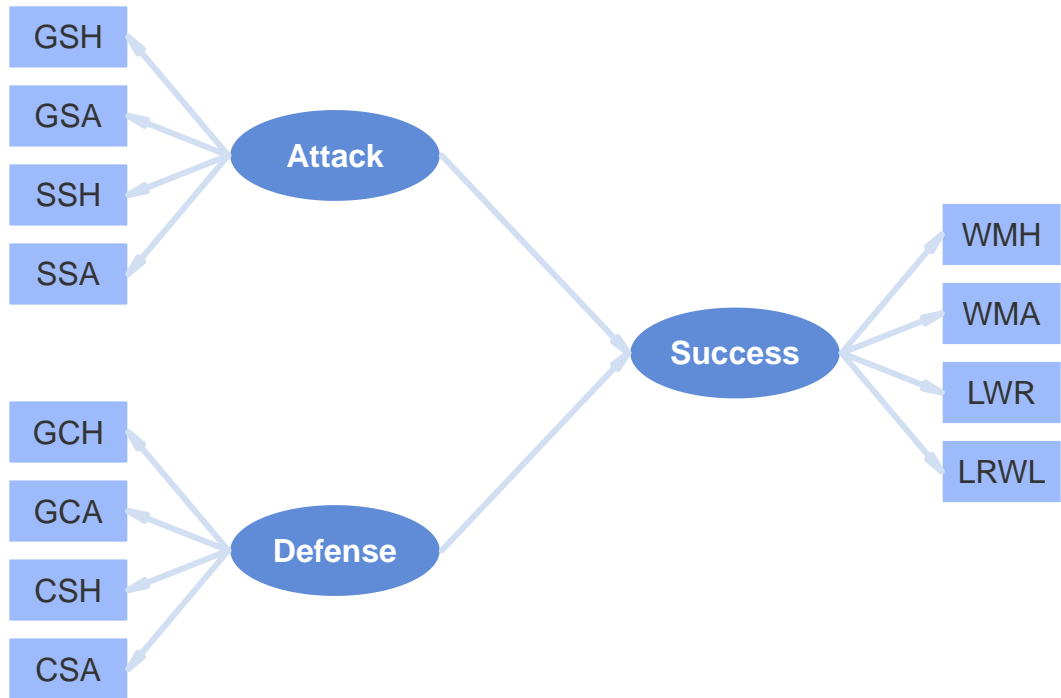 GSH
GSA
SSH
SSA
Attack
GCH
GCA
CSH
CSA
Defense
Success
WMH
WMA
LWR
LRWL